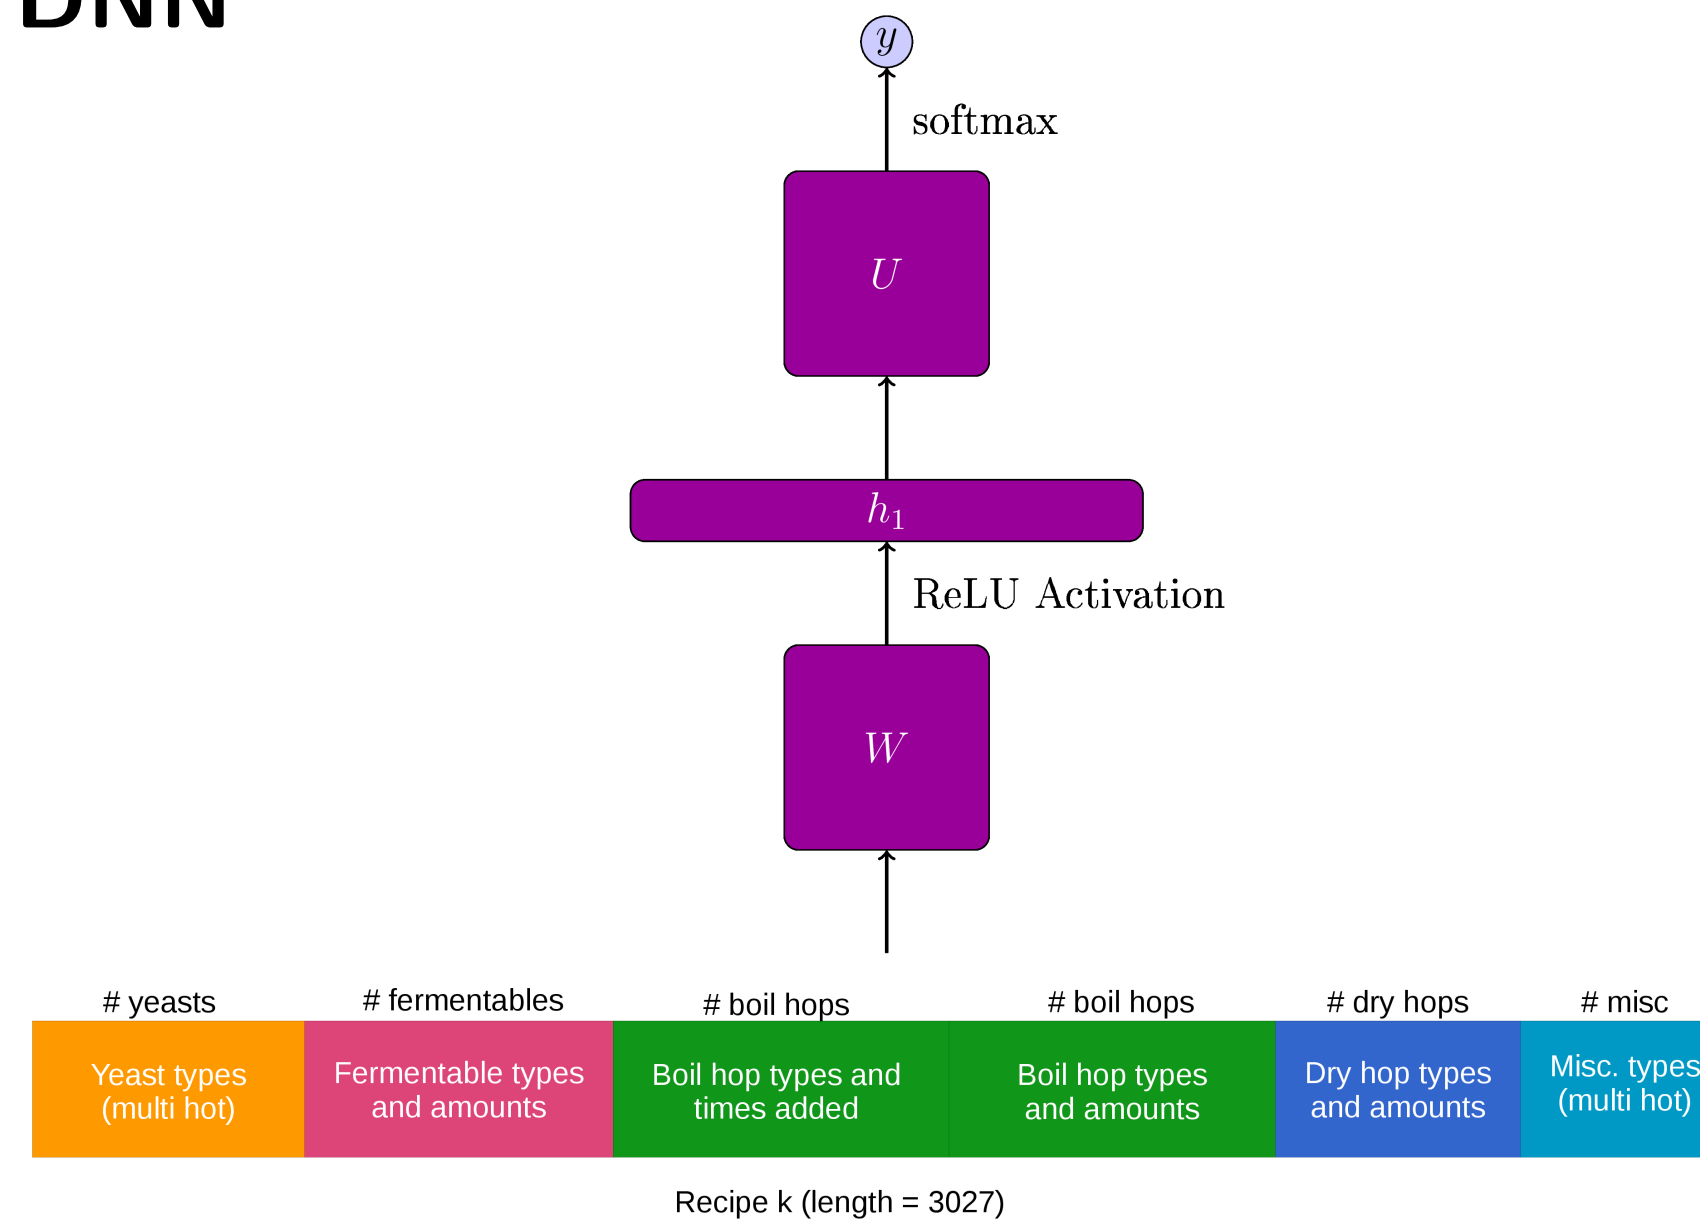 DNN
y
softmax
U
h₁
ReLU Activation
W
# yeasts
# fermentables
# boil hops
# boil hops
# dry hops
# misc
Yeast types
(multi hot)
Fermentable types
and amounts
Boil hop types and
times added
Boil hop types
and amounts
Dry hop types
and amounts
Misc. types
(multi hot)
Recipe k (length = 3027)